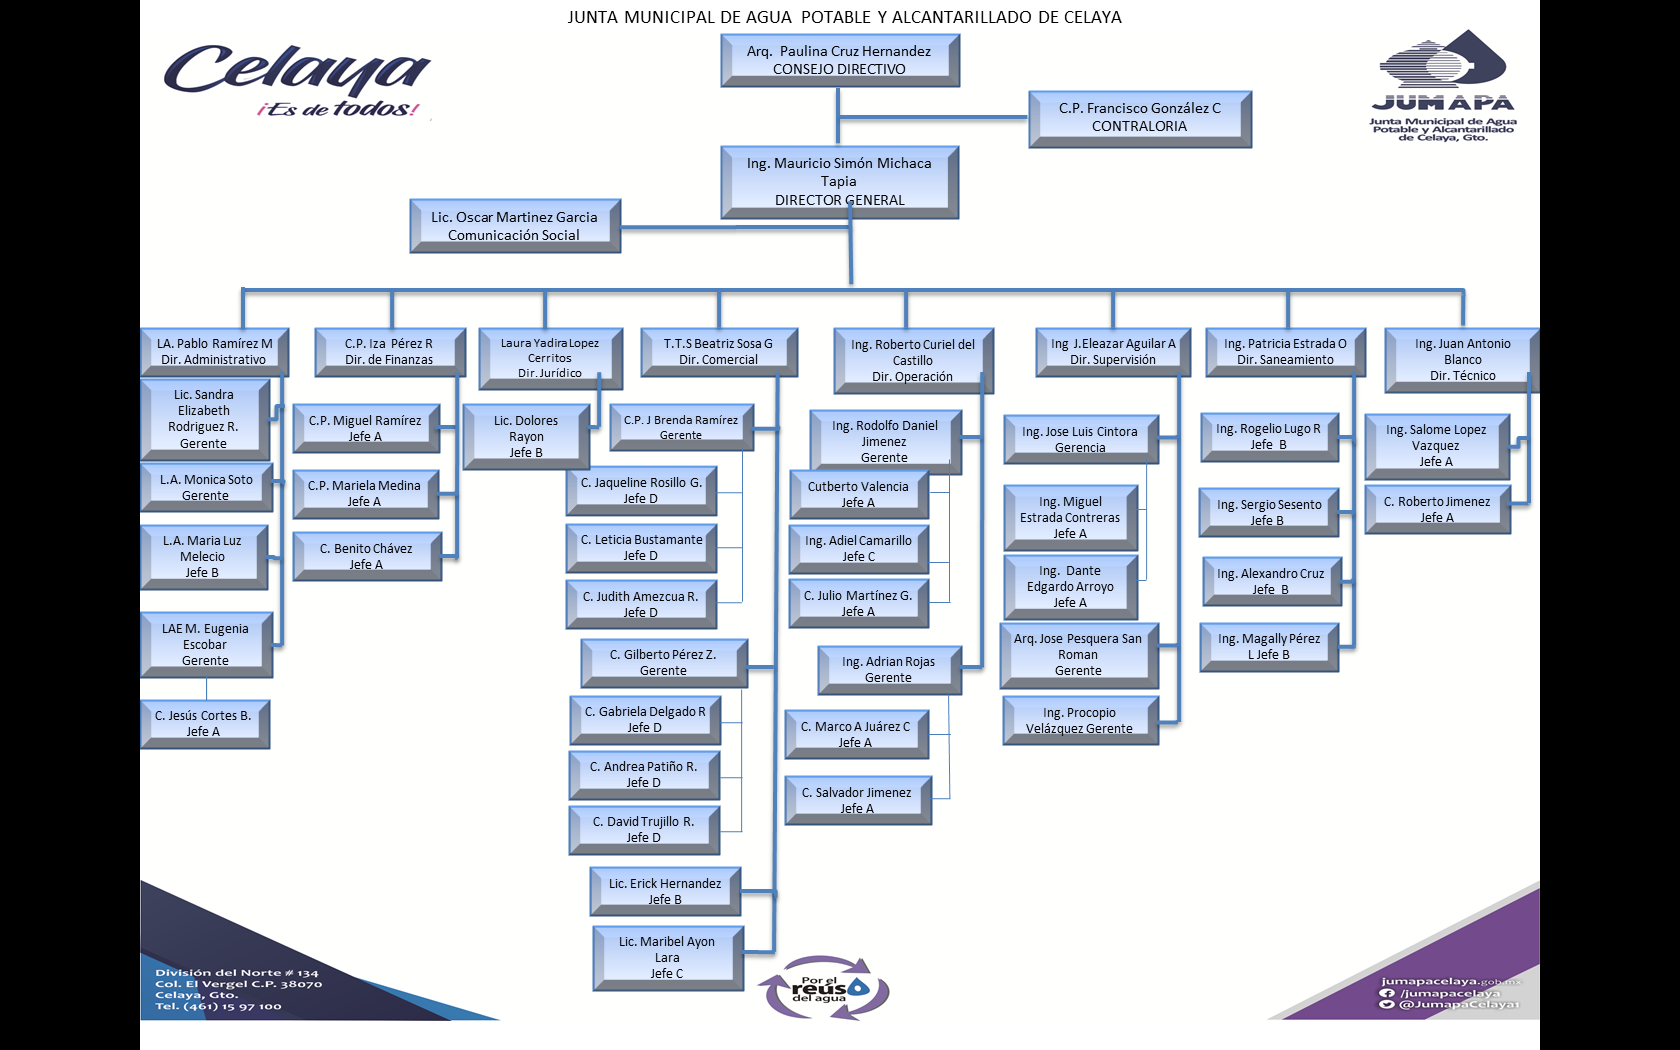 JUNTA MUNICIPAL DE AGUA POTABLE Y ALCANTARILLADO DE CELAYA
Celaya
¡Es de todos!
JUMAPA
Junta Municipal de Agua
Potable y Alcantarillado
de Celaya, Gto.
Arq. Paulina Cruz Hernandez
CONSEJO DIRECTIVO
C.P. Francisco González C
CONTRALORIA
Ing. Mauricio Simón Michaca
Tapia
DIRECTOR GENERAL
Lic. Oscar Martinez Garcia
Comunicación Social
LA. Pablo Ramírez M
Dir. Administrativo
Lic. Sandra
Elizabeth
Rodriguez R.
Gerente
L.A. Monica Soto
Gerente
L.A. Maria Luz
Melecio
Jefe B
LAE M. Eugenia
Escobar
Gerente
C. Jesús Cortes B.
Jefe A
C.P. Iza Pérez R
Dir. de Finanzas
C.P. Miguel Ramírez
Jefe A
C.P. Mariela Medina
Jefe A
C. Benito Chávez
Jefe A
Laura Yadira Lopez
Cerritos
Dir. Jurídico
Lic. Dolores
Rayon
Jefe B
T.T.S Beatriz Sosa G
Dir. Comercial
C.P. J Brenda Ramírez
Gerente
C. Jaqueline Rosillo G.
Jefe D
C. Leticia Bustamante
Jefe D
C. Judith Amezcua R.
Jefe D
C. Gilberto Pérez Z.
Gerente
C. Gabriela Delgado R
Jefe D
C. Andrea Patiño R.
Jefe D
C. David Trujillo R.
Jefe D
Lic. Erick Hernandez
Jefe B
Lic. Maribel Ayon
Lara
Jefe C
Ing. Roberto Curiel del
Castillo
Dir. Operación
Ing. Rodolfo Daniel
Jimenez
Gerente
Cutberto Valencia
Jefe A
Ing. Adiel Camarillo
Jefe C
C. Julio Martínez G.
Jefe A
Ing. Adrian Rojas
Gerente
C. Marco A Juárez C
Jefe A
C. Salvador Jimenez
Jefe A
Ing J.Eleazar Aguilar A
Dir. Supervisión
Ing. Jose Luis Cintora
Gerencia
Ing. Miguel
Estrada Contreras
Jefe A
Ing. Dante
Edgardo Arroyo
Jefe A
Arq. Jose Pesquera San
Roman
Gerente
Ing. Procopio
Velázquez Gerente
Ing. Patricia Estrada O
Dir. Saneamiento
Ing. Rogelio Lugo R
Jefe B
Ing. Sergio Sesento
Jefe B
Ing. Alexandro Cruz
Jefe B
Ing. Magally Pérez
L Jefe B
Ing. Juan Antonio
Blanco
Dir. Técnico
Ing. Salome Lopez
Vazquez
Jefe A
C. Roberto Jimenez
Jefe A
División del Norte # 134
Col. El Vergel C.P. 38070
Celaya, Gto.
Tel. (461) 15 97 100
Por el
reúso
del agua
jumapacelaya.gob.mx
/jumapacelaya
@JumapaCelaya1